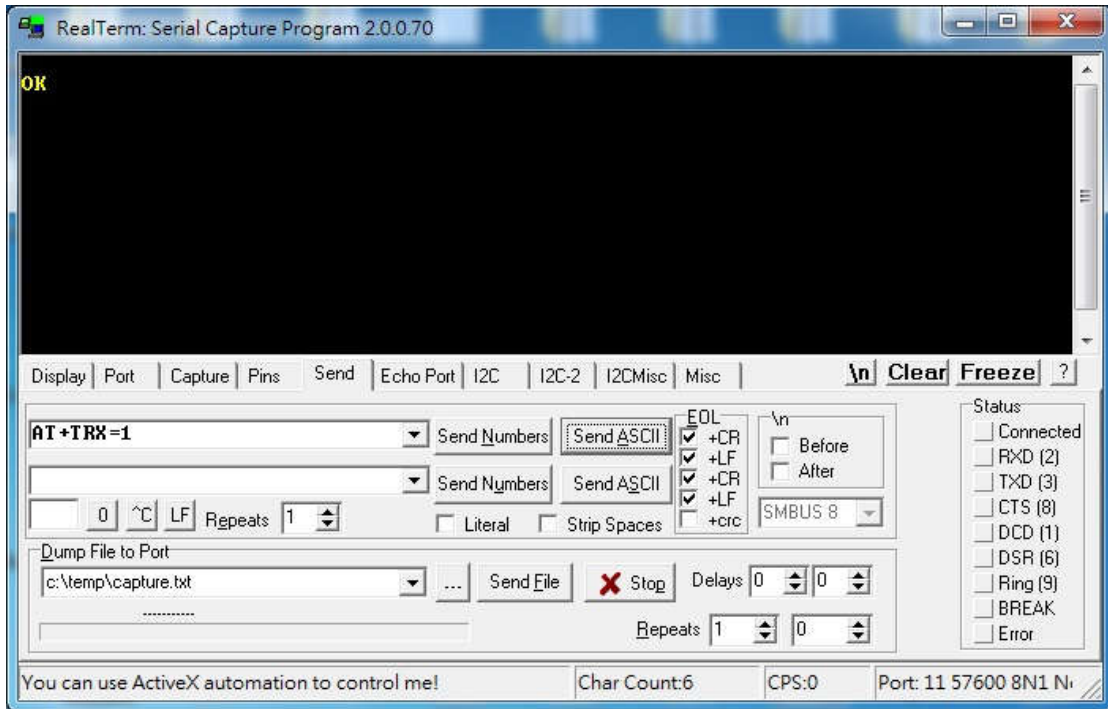 RealTerm: Serial Capture Program 2.0.0.70
OK
Display Port Capture Pins Send Echo Port I2C I2C-2 I2CMisc Misc \n Clear Freeze ?
AT+TRX=1
Send Numbers Send ASCII
EOL
+CR
+LF
+CR
+LF
+crc
\n
Before
After
SMBUS 8
Send Numbers Send ASCII
0 ^C LF Repeats 1
Literal Strip Spaces
Status
Connected
RXD (2)
TXD (3)
CTS (8)
DCD (1)
DSR (6)
Ring (9)
BREAK
Error
Dump File to Port
c:\temp\capture.txt ... Send File Stop Delays 0 0
-----------
Repeats 1 0
You can use ActiveX automation to control me! Char Count:6 CPS:0 Port: 11 57600 8N1